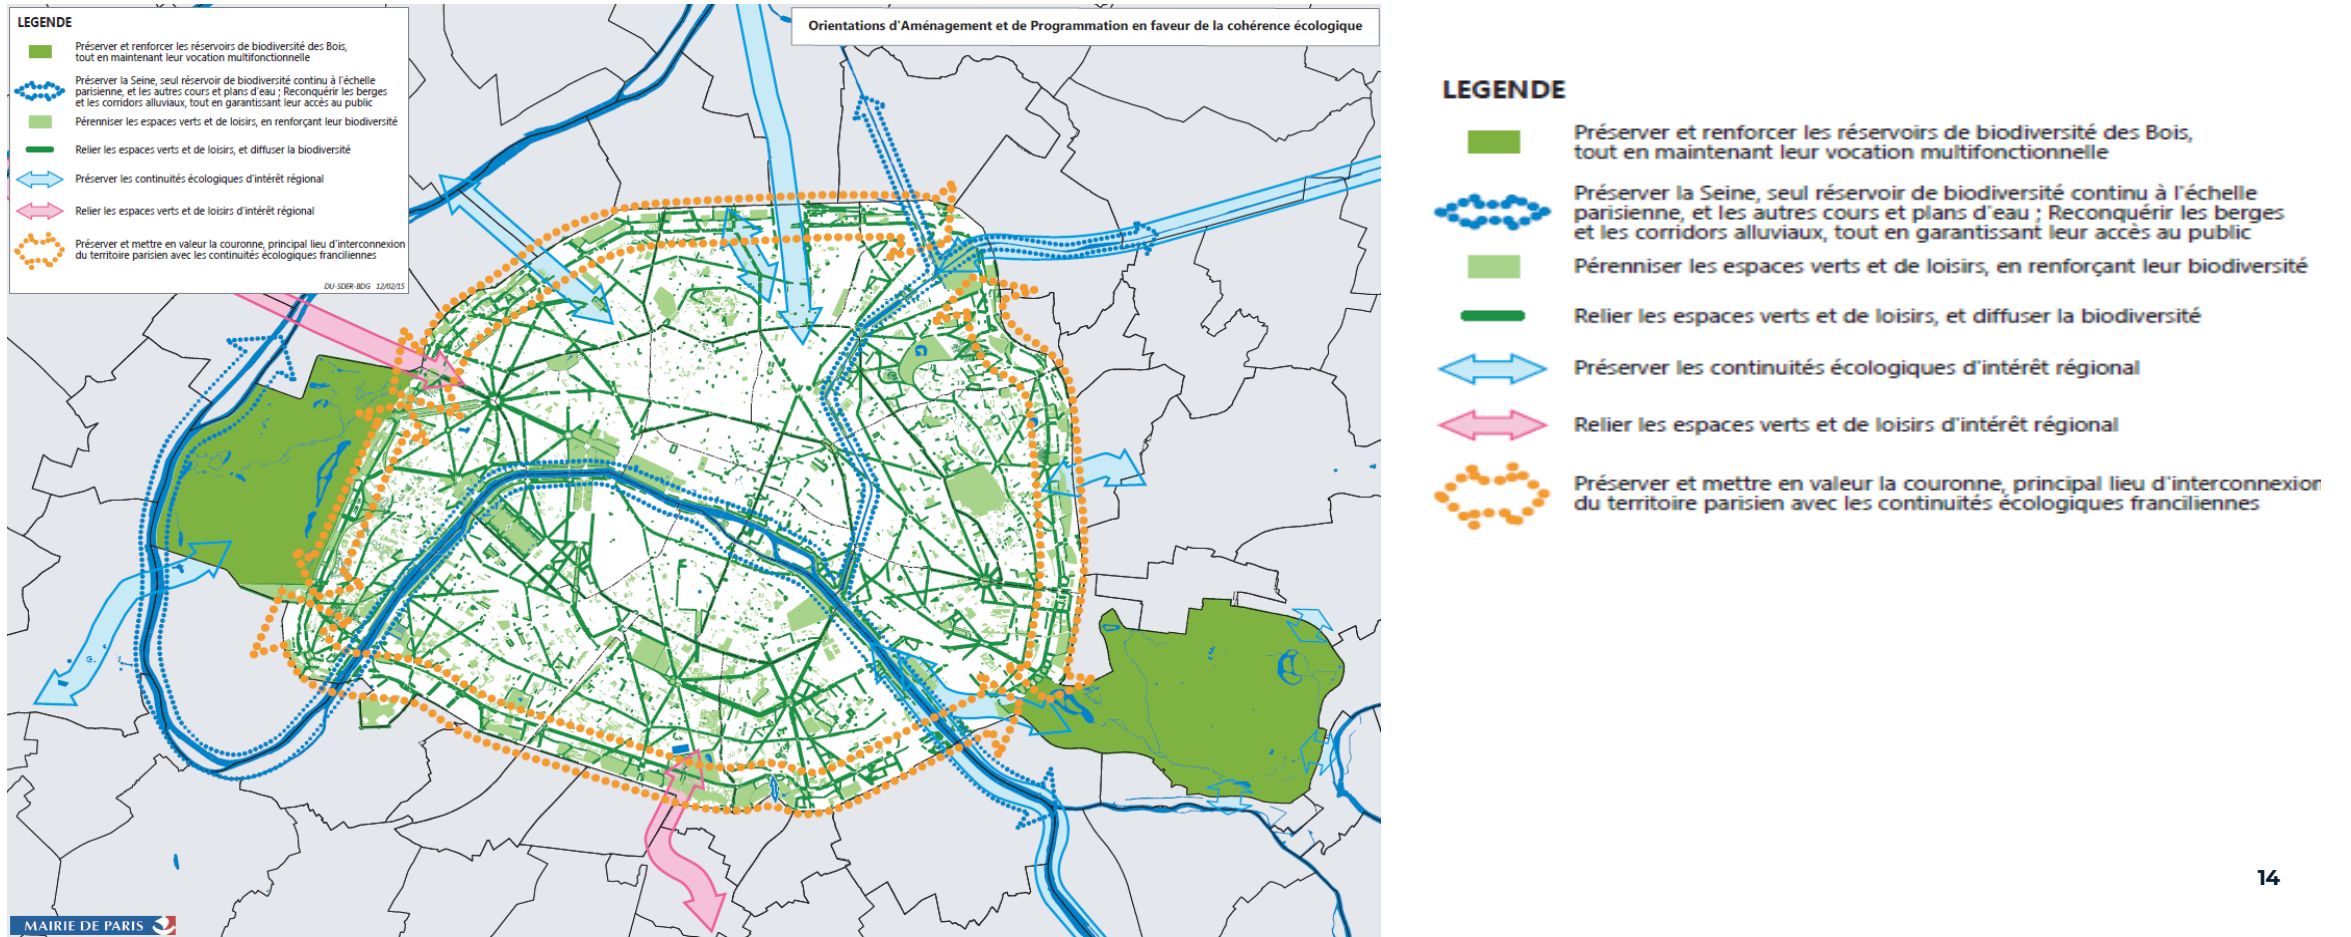 LEGENDE
Préserver et renforcer les réservoirs de biodiversité des Bois,
tout en maintenant leur vocation multifonctionnelle
Préserver la Seine, seul réservoir de biodiversité continu à l'échelle
parisienne, et les autres cours et plans d'eau ; Reconquérir les berges
et les corridors alluviaux, tout en garantissant leur accès au public
Pérenniser les espaces verts et de loisirs, en renforçant leur biodiversité
Relier les espaces verts et de loisirs, et diffuser la biodiversité
Préserver les continuités écologiques d'intérêt régional
Relier les espaces verts et de loisirs d'intérêt régional
Préserver et mettre en valeur la couronne, principal lieu d'interconnexion
du territoire parisien avec les continuités écologiques franciliennes
DU-SDER-BDG 12/02/15
Orientations d'Aménagement et de Programmation en faveur de la cohérence écologique
MAIRIE DE PARIS
LEGENDE
Préserver et renforcer les réservoirs de biodiversité des Bois,
tout en maintenant leur vocation multifonctionnelle
Préserver la Seine, seul réservoir de biodiversité continu à l'échelle
parisienne, et les autres cours et plans d'eau ; Reconquérir les berges
et les corridors alluviaux, tout en garantissant leur accès au public
Pérenniser les espaces verts et de loisirs, en renforçant leur biodiversité
Relier les espaces verts et de loisirs, et diffuser la biodiversité
Préserver les continuités écologiques d'intérêt régional
Relier les espaces verts et de loisirs d'intérêt régional
Préserver et mettre en valeur la couronne, principal lieu d'interconnexion
du territoire parisien avec les continuités écologiques franciliennes
14